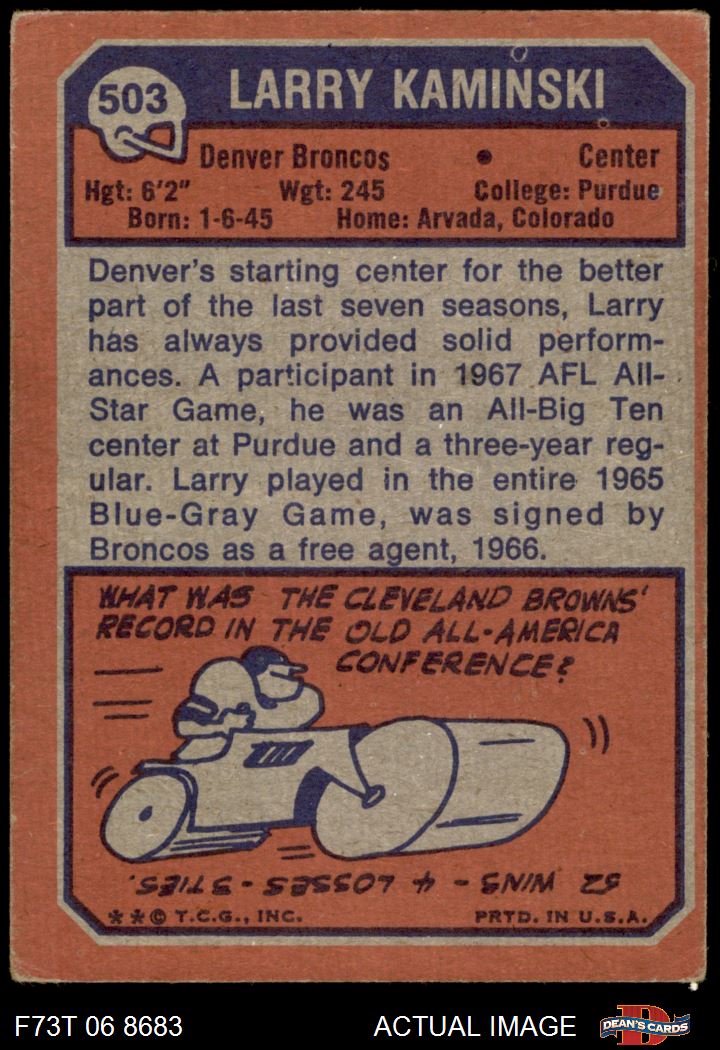 503
LARRY KAMINSKI
Denver Broncos • Center
Hgt: 6'2" Wgt: 245 College: Purdue
Born: 1-6-45 Home: Arvada, Colorado
Denver's starting center for the better
part of the last seven seasons, Larry
has always provided solid perform-
ances. A participant in 1967 AFL All-
Star Game, he was an All-Big Ten
center at Purdue and a three-year reg-
ular. Larry played in the entire 1965
Blue-Gray Game, was signed by
Broncos as a free agent, 1966.
WHAT WAS THE CLEVELAND BROWNS'
RECORD IN THE OLD ALL-AMERICA
CONFERENCE?
52 WINS - 4 LOSSES - 3 TIES.
**© T.C.G., INC. PRTD. IN U.S.A.
F73T 06 8683 ACTUAL IMAGE D DEAN'S CARDS